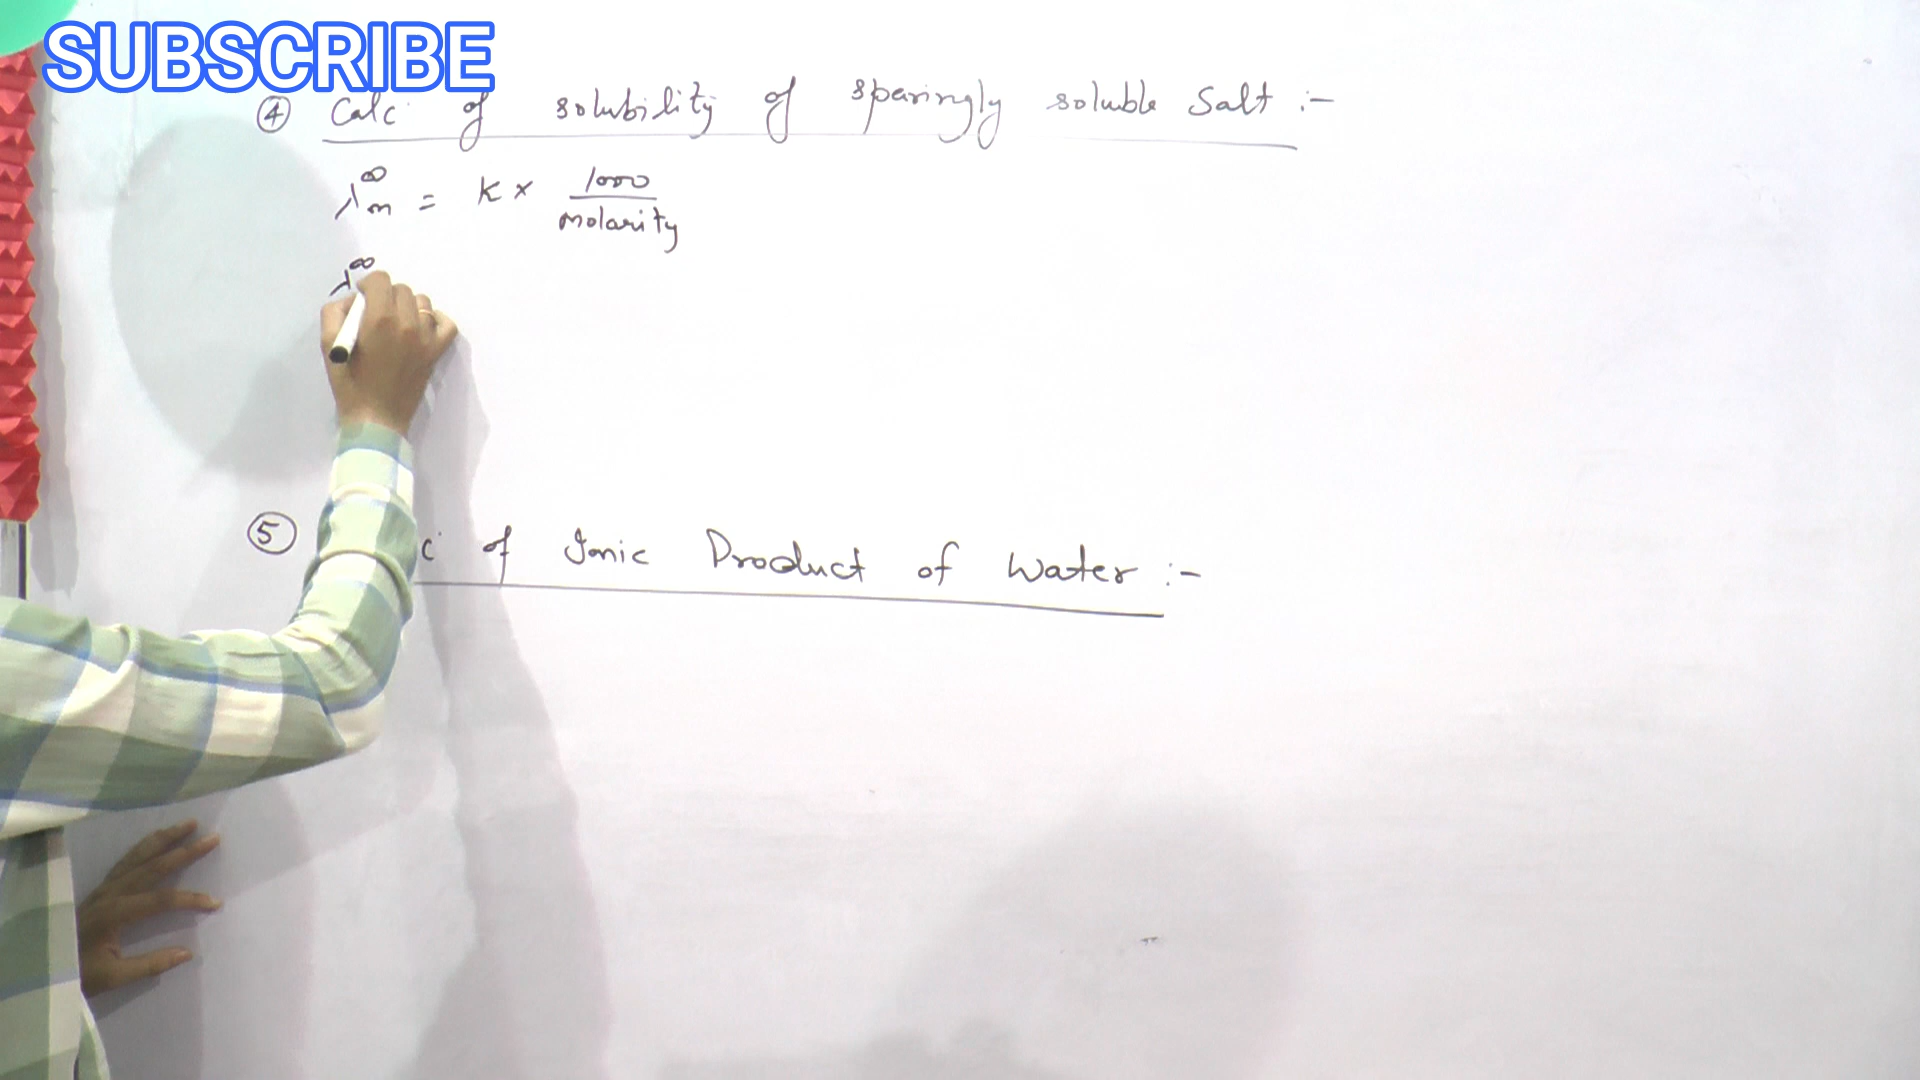 SUBSCRIBE
④ Calc. of solubility of sparingly soluble Salt :-
λ∞m = K × 1000/molarity
λ∞
⑤ of Ionic Product of Water :-